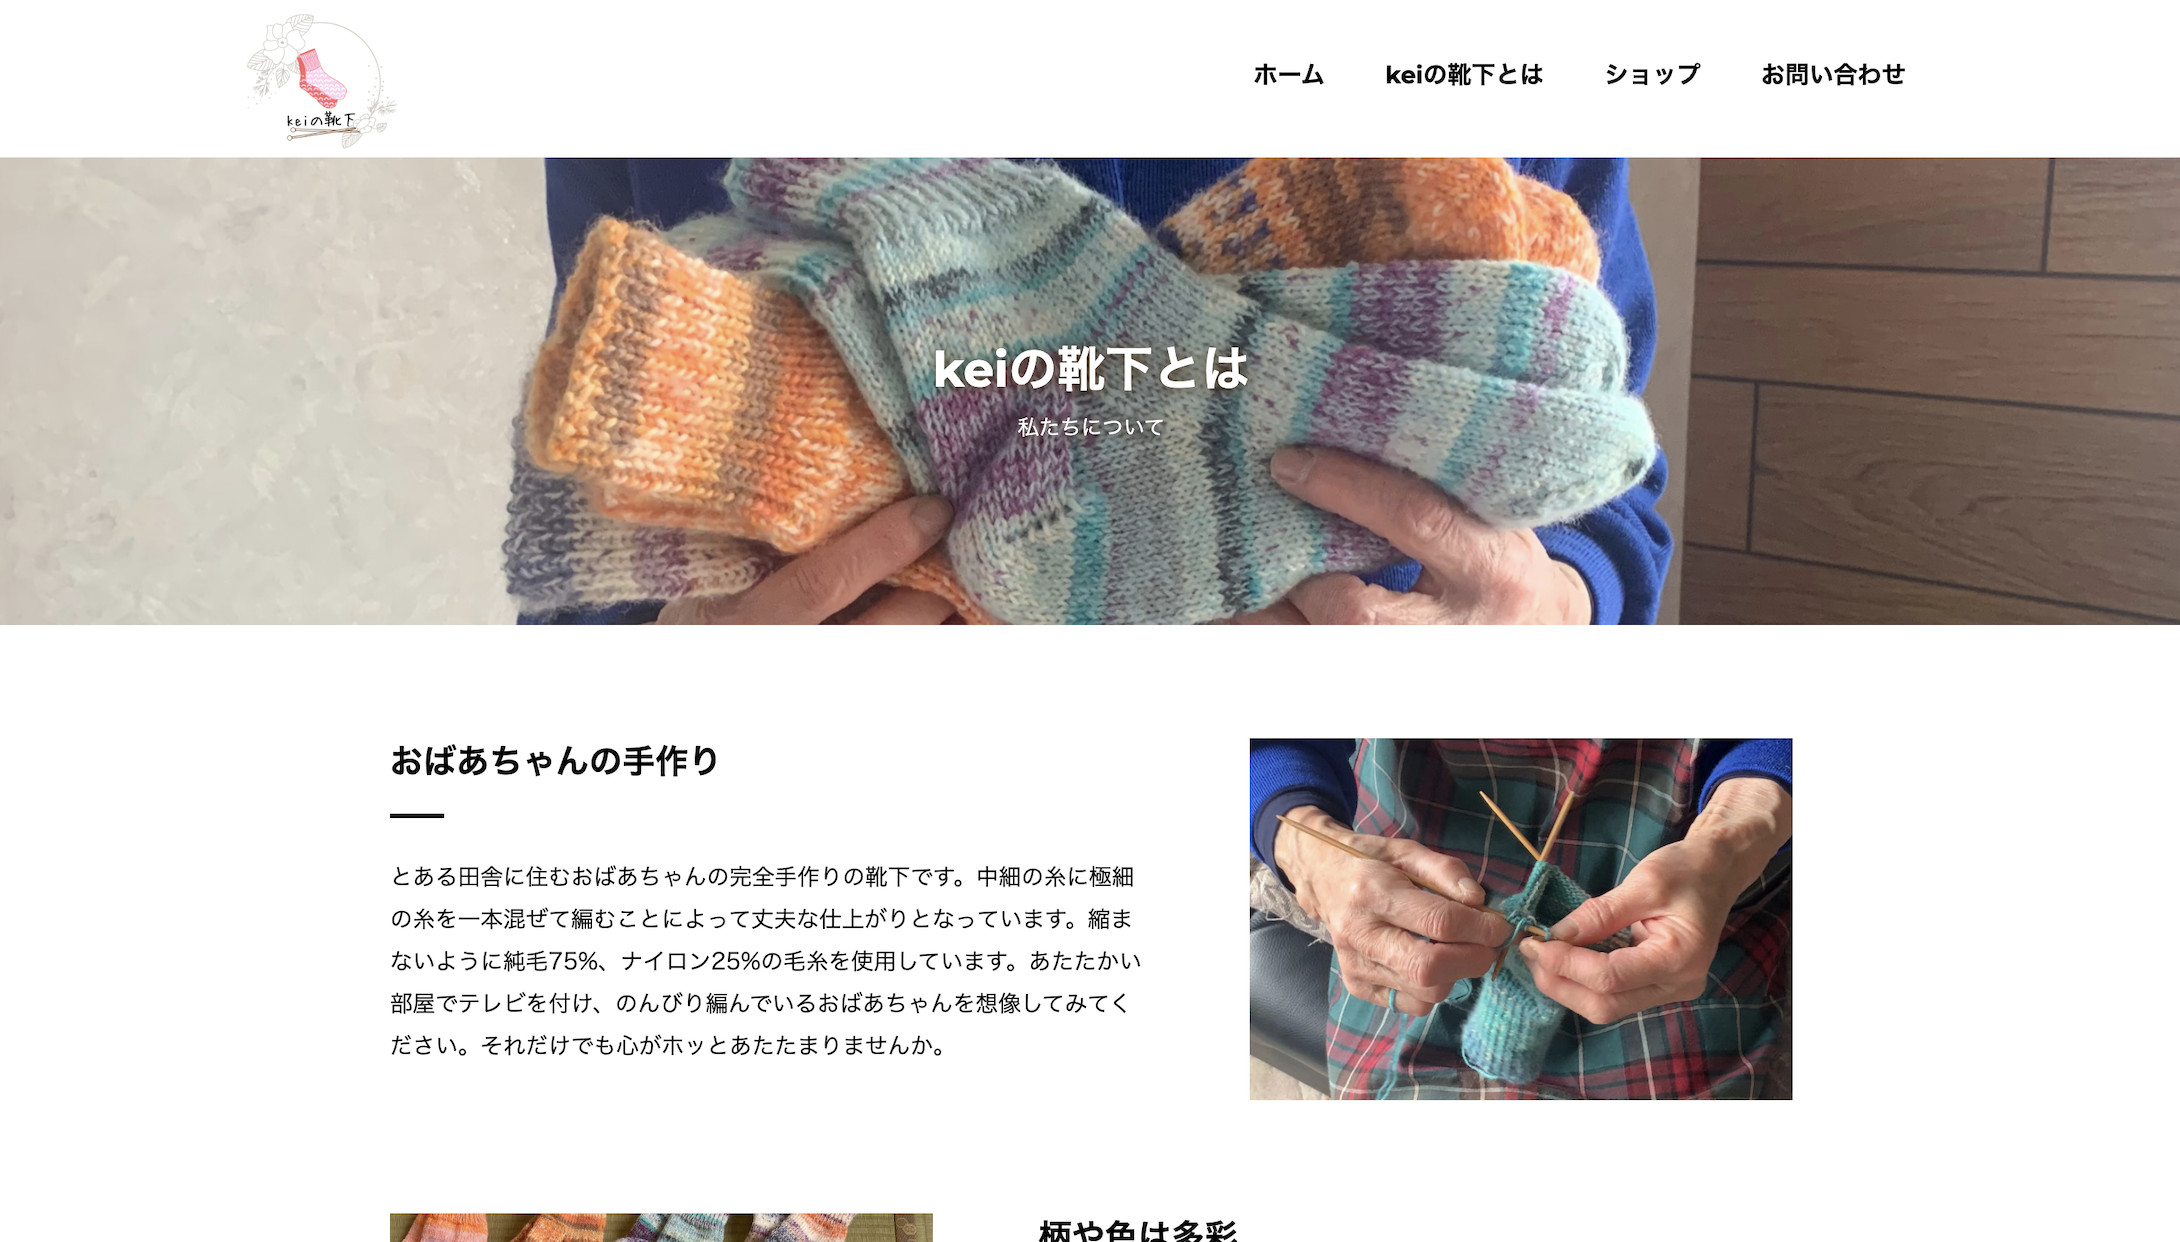 keiの靴下
ホーム
keiの靴下とは
ショップ
お問い合わせ
keiの靴下とは
私たちについて
おばあちゃんの手作り
とある田舎に住むおばあちゃんの完全手作りの靴下です。中細の糸に極細
の糸を一本混ぜて編むことによって丈夫な仕上がりとなっています。縮ま
ないように純毛75%、ナイロン25%の毛糸を使用しています。あたたかい
部屋でテレビを付け、のんびり編んでいるおばあちゃんを想像してみてく
ださい。それだけでも心がホッとあたたまりませんか。
柄や色は多彩